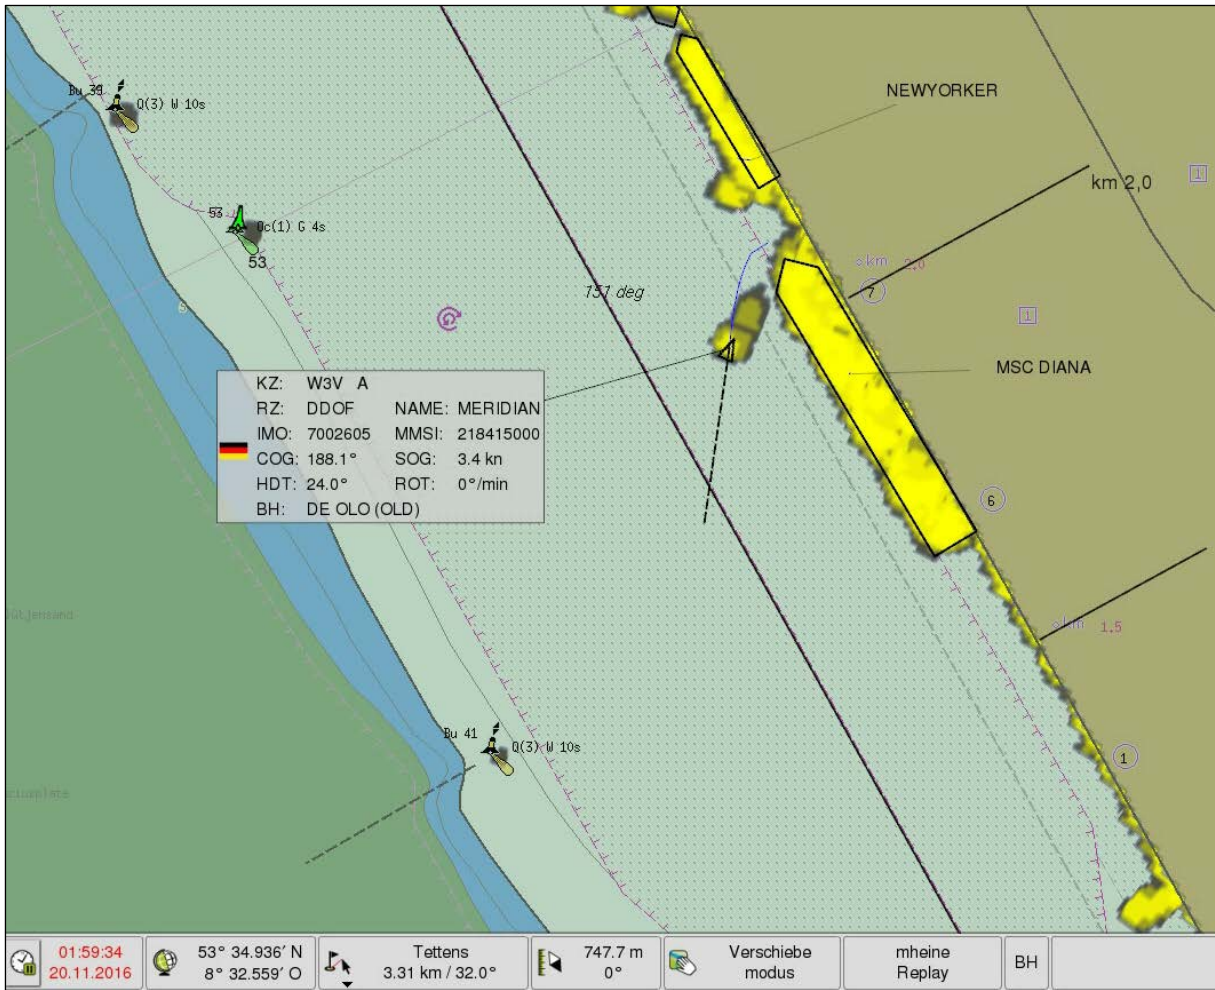 NEWYORKER
Bu 39
Q(3) W 10s
km 2,0
1
53
Oc(1) G 4s
53
km 2.0
7
151 deg
1
MSC DIANA
KZ: W3V A
RZ: DDOF NAME: MERIDIAN
IMO: 7002605 MMSI: 218415000
COG: 188.1° SOG: 3.4 kn
HDT: 24.0° ROT: 0°/min
BH: DE OLO (OLD)
6
km 1.5
Bu 41
Q(3) W 10s
1
01:59:34
20.11.2016
53° 34.936′ N
8° 32.559′ O
Tettens
3.31 km / 32.0°
747.7 m
0°
Verschiebe
modus
mheine
Replay
BH